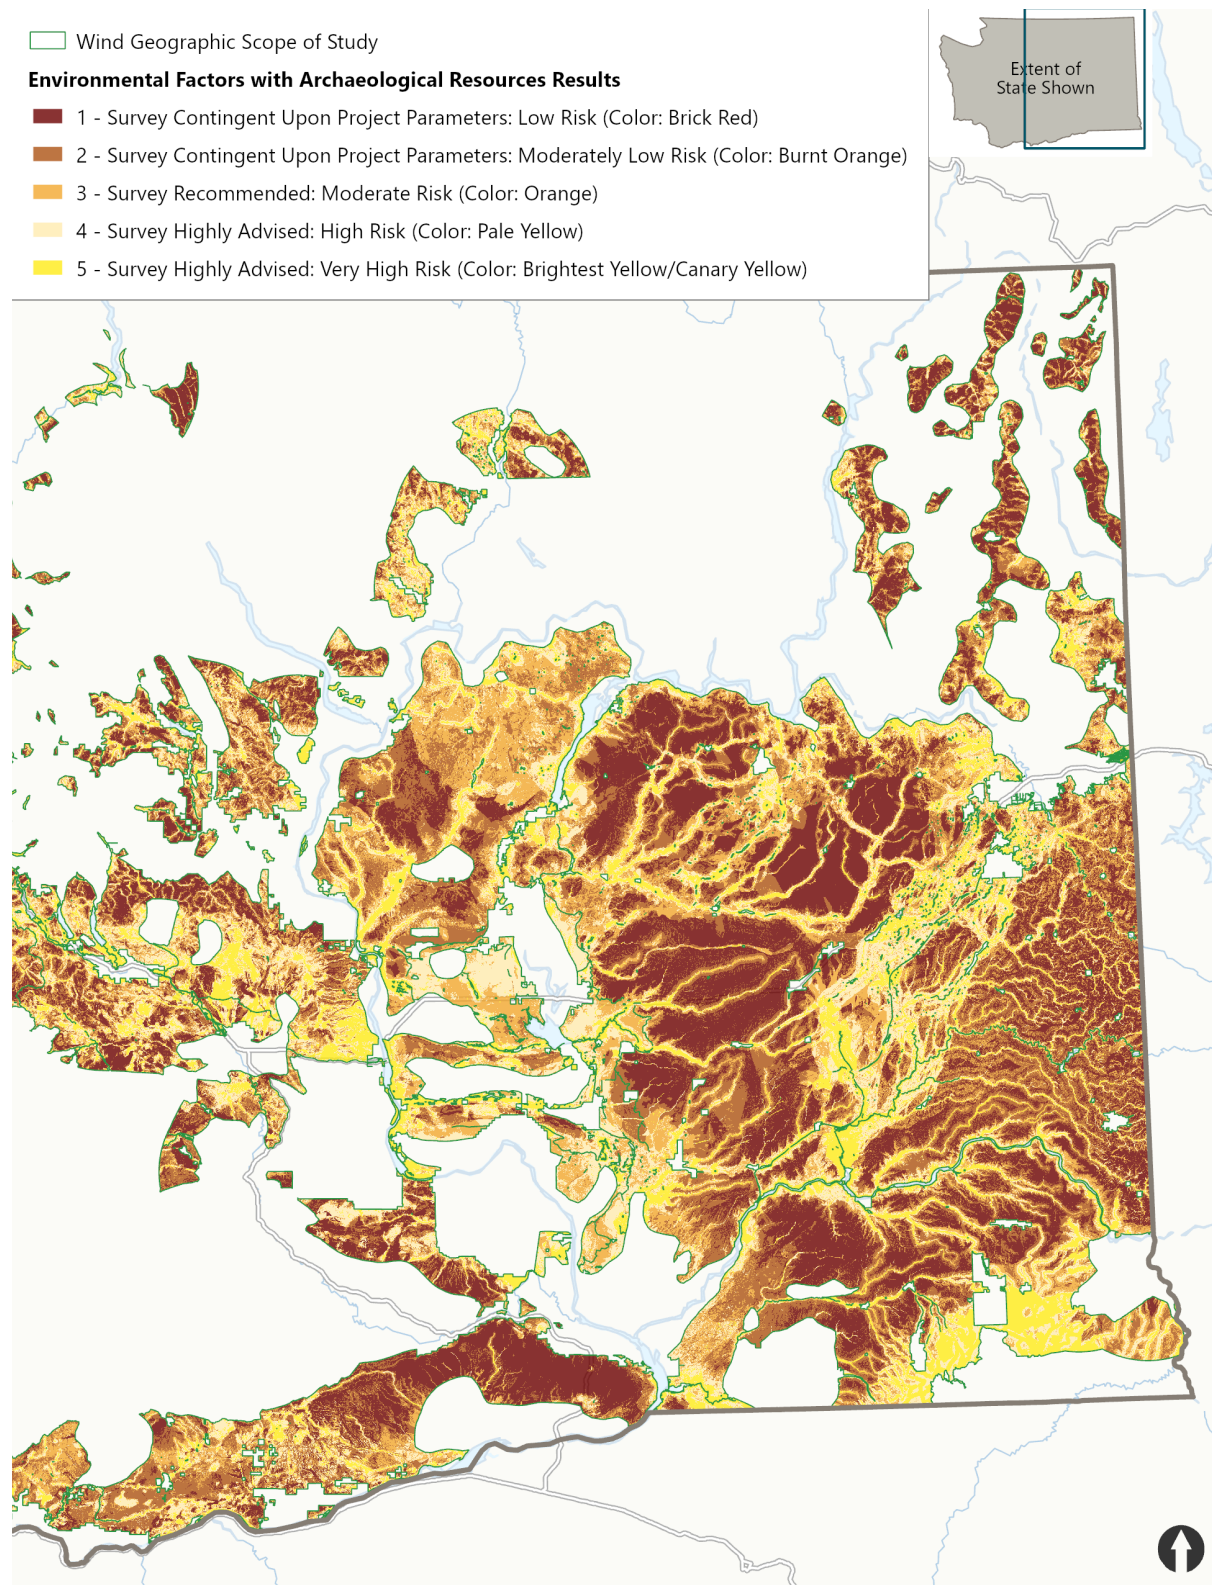 Wind Geographic Scope of Study
Environmental Factors with Archaeological Resources Results
1 - Survey Contingent Upon Project Parameters: Low Risk (Color: Brick Red)
2 - Survey Contingent Upon Project Parameters: Moderately Low Risk (Color: Burnt Orange)
3 - Survey Recommended: Moderate Risk (Color: Orange)
4 - Survey Highly Advised: High Risk (Color: Pale Yellow)
5 - Survey Highly Advised: Very High Risk (Color: Brightest Yellow/Canary Yellow)
Extent of
State Shown